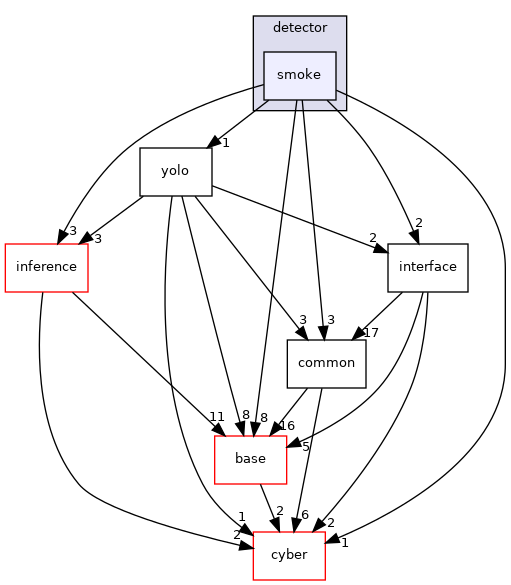 detector
smoke
1
yolo
3
3
2
2
inference
interface
3
3
17
common
11
8
8
16
5
base
1
2
6
2
2
1
cyber